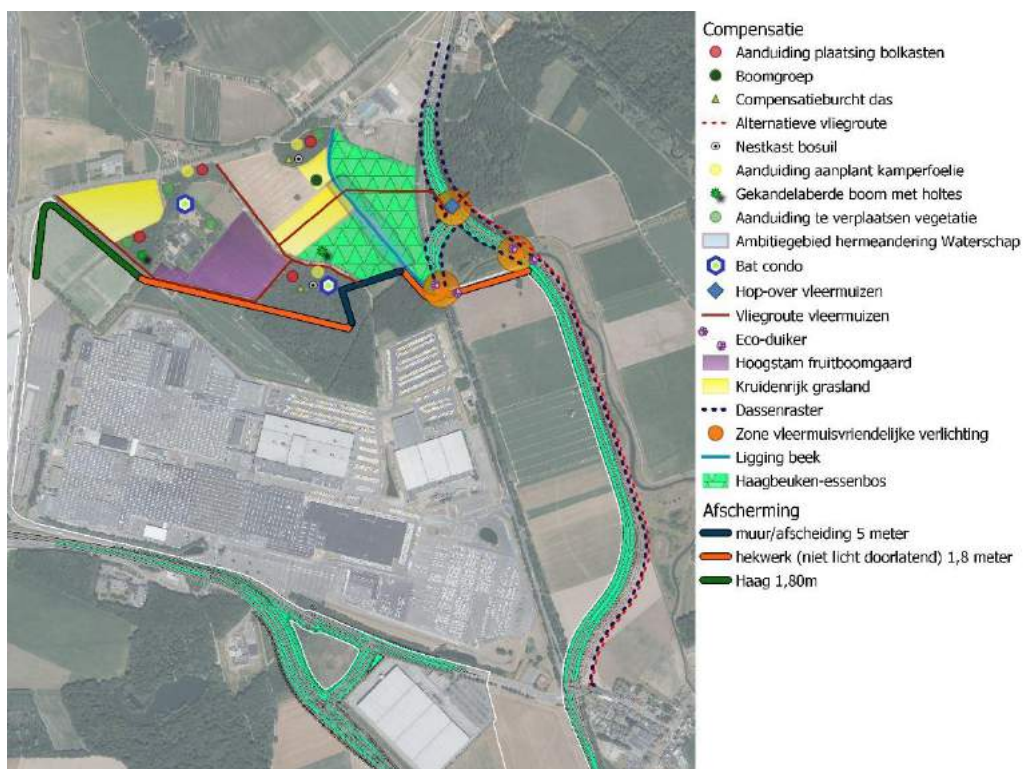 Compensatie
Aanduiding plaatsing bolkasten
Boomgroep
Compensatieburcht das
Alternatieve vliegroute
Nestkast bosuil
Aanduiding aanplant kamperfoelie
Gekandelaberde boom met holtes
Aanduiding te verplaatsen vegetatie
Ambitiegebied hermeandering Waterschap
Bat condo
Hop-over vleermuizen
Vliegroute vleermuizen
Eco-duiker
Hoogstam fruitboomgaard
Kruidenrijk grasland
Dassenraster
Zone vleermuisvriendelijke verlichting
Ligging beek
Haagbeuken-essenbos
Afscherming
muur/afscheiding 5 meter
hekwerk (niet licht doorlatend) 1,8 meter
Haag 1,80m